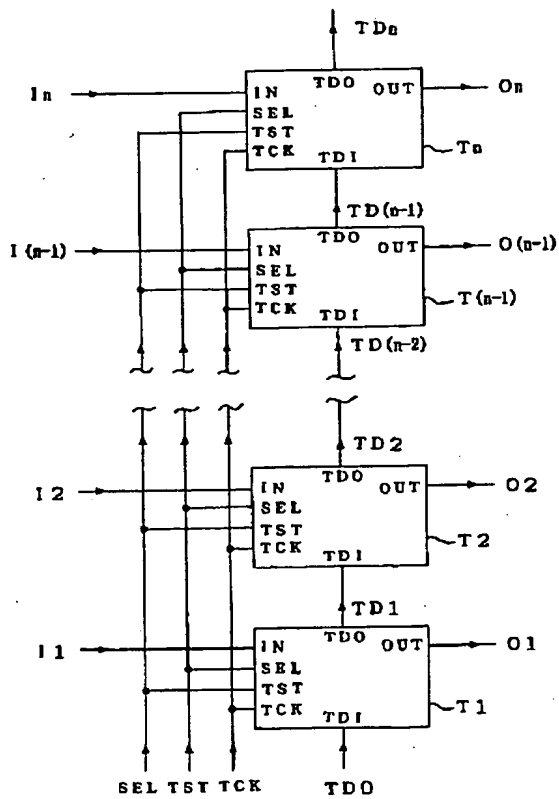 TDn
In
IN
TDO
OUT
On
SEL
TST
TCK
TDI
Tn
TD(n-1)
I(n-1)
IN
TDO
OUT
O(n-1)
SEL
TST
TCK
TDI
T(n-1)
TD(n-2)
TD2
I2
IN
TDO
OUT
O2
SEL
TST
TCK
TDI
T2
TD1
I1
IN
TDO
OUT
O1
SEL
TST
TCK
TDI
T1
SEL TST TCK
TDO